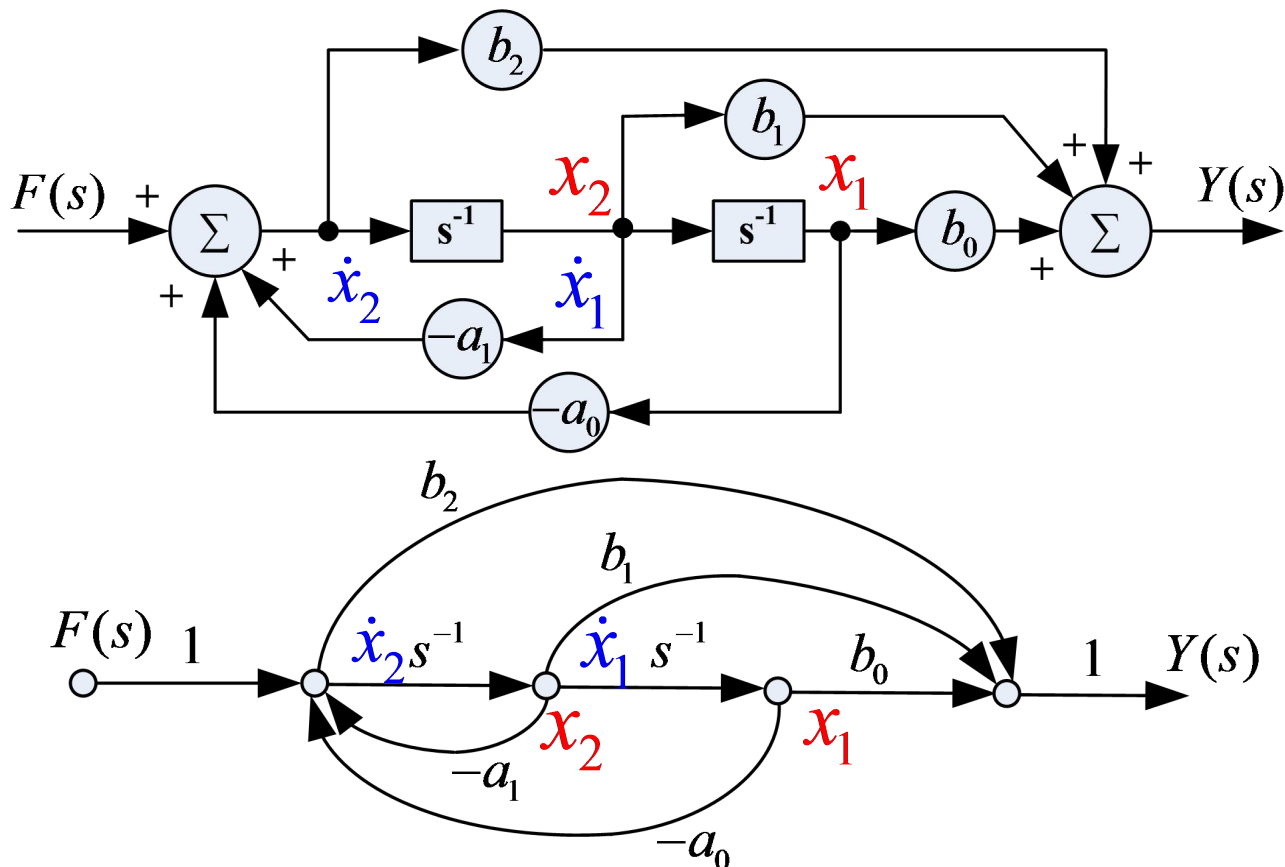 b₂
b₁
F(s) + Σ + + ẋ₂ s⁻¹ x₂ ẋ₁ s⁻¹ x₁ b₀ + + + Σ Y(s)
−a₁
−a₀
b₂
b₁
F(s) 1 ẋ₂ s⁻¹ ẋ₁ s⁻¹ b₀ 1 Y(s)
x₂ x₁
−a₁
−a₀